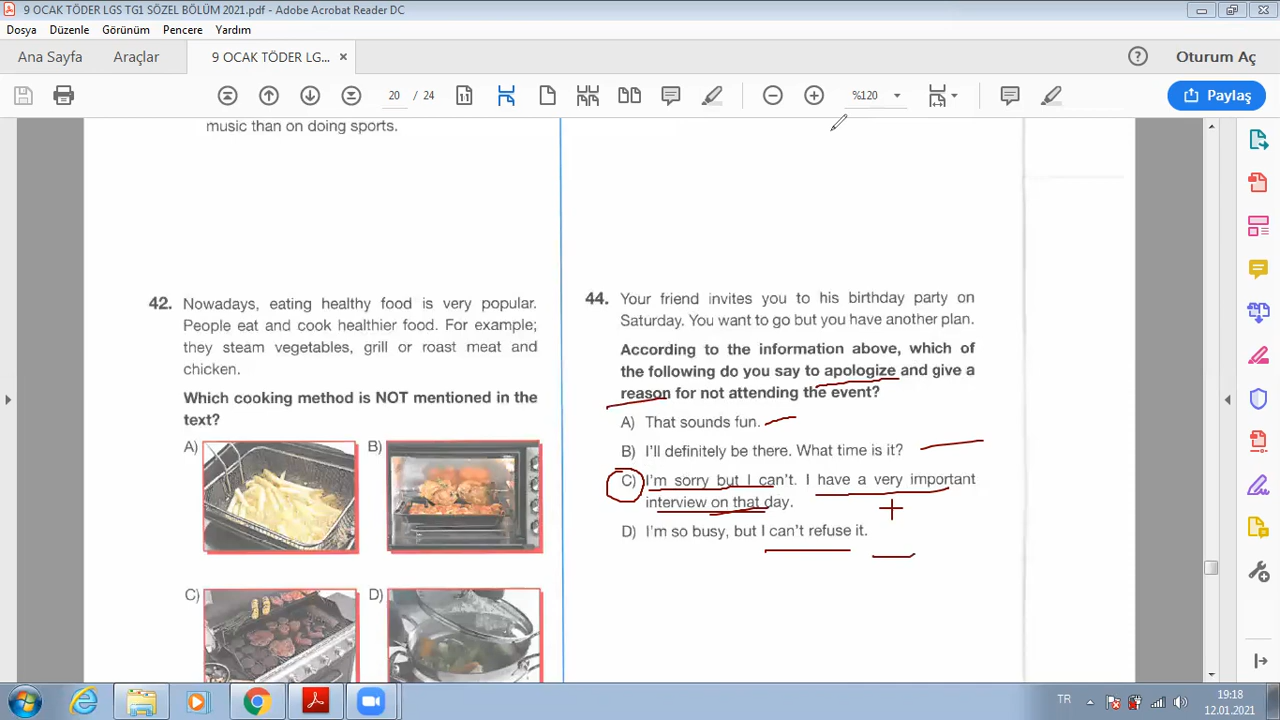 9 OCAK TÖDER LGS TG1 SÖZEL BÖLÜM 2021.pdf - Adobe Acrobat Reader DC
Dosya Düzenle Görünüm Pencere Yardım
Ana Sayfa Araçlar 9 OCAK TÖDER LG... × Oturum Aç
20 / 24 %120 Paylaş
music than on doing sports.
42. Nowadays, eating healthy food is very popular.
People eat and cook healthier food. For example;
they steam vegetables, grill or roast meat and
chicken.
Which cooking method is NOT mentioned in the
text?
A) B)
C) D)
44. Your friend invites you to his birthday party on
Saturday. You want to go but you have another plan.
According to the information above, which of
the following do you say to apologize and give a
reason for not attending the event?
A) That sounds fun.
B) I'll definitely be there. What time is it?
C) I'm sorry but I can't. I have a very important
interview on that day.
D) I'm so busy, but I can't refuse it.
TR 19:18
12.01.2021